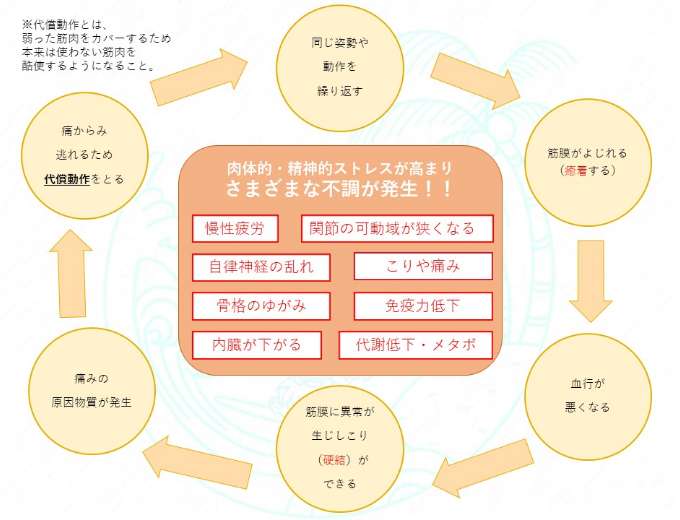 ※代償動作とは、
弱った筋肉をカバーするため
本来は使わない筋肉を
酷使するようになること。
同じ姿勢や
動作を
繰り返す
筋膜がよじれる
（癒着する）
血行が
悪くなる
筋膜に異常が
生じしこり
（硬結）が
できる
痛みの
原因物質が発生
痛からみ
逃れるため
代償動作をとる
肉体的・精神的ストレスが高まり
さまざまな不調が発生！！
慢性疲労
関節の可動域が狭くなる
自律神経の乱れ
こりや痛み
骨格のゆがみ
免疫力低下
内臓が下がる
代謝低下・メタボ